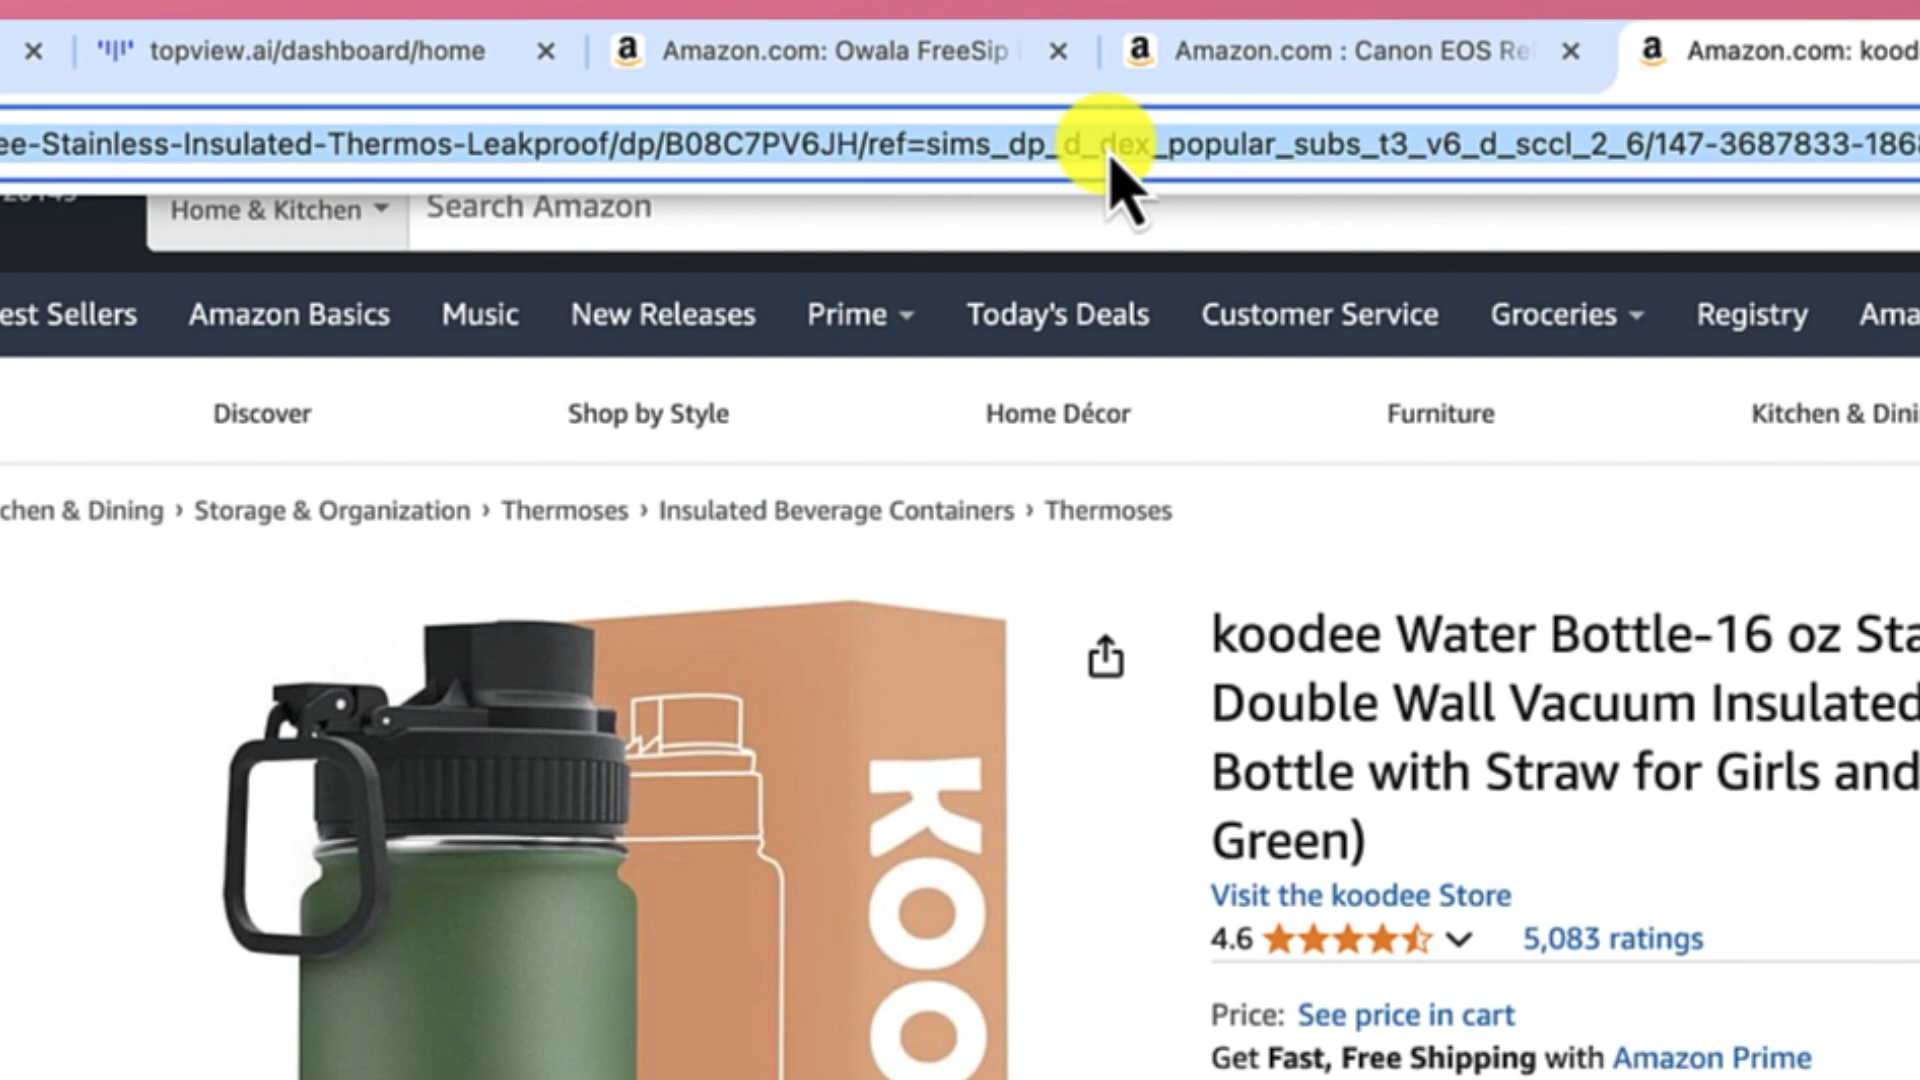 topview.ai/dashboard/home
Amazon.com: Owala FreeSip
Amazon.com : Canon EOS Re
Amazon.com: kood
ee-Stainless-Insulated-Thermos-Leakproof/dp/B08C7PV6JH/ref=sims_dp_d_dex_popular_subs_t3_v6_d_sccl_2_6/147-3687833-186
Home & Kitchen
Search Amazon
est Sellers
Amazon Basics
Music
New Releases
Prime
Today's Deals
Customer Service
Groceries
Registry
Ama
Discover
Shop by Style
Home Décor
Furniture
Kitchen & Dini
chen & Dining › Storage & Organization › Thermoses › Insulated Beverage Containers › Thermoses
KOO
koodee Water Bottle-16 oz Sta
Double Wall Vacuum Insulated
Bottle with Straw for Girls and
Green)
Visit the koodee Store
4.6
5,083 ratings
Price: See price in cart
Get Fast, Free Shipping with Amazon Prime